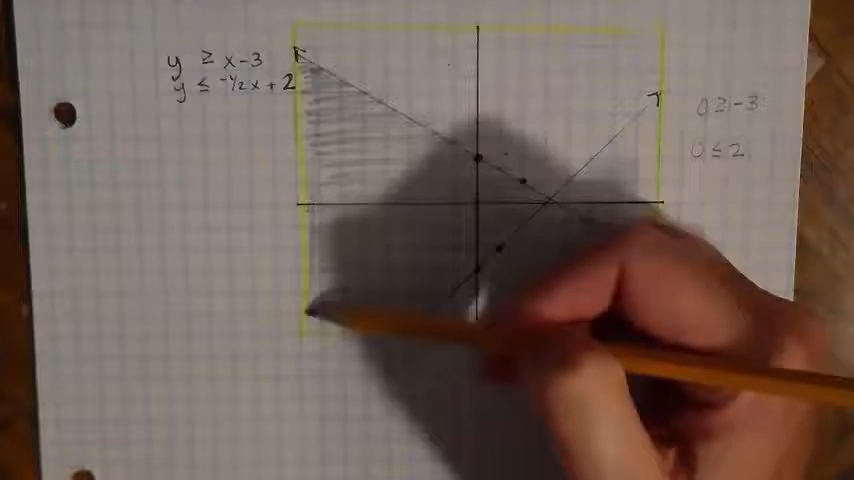 y ≥ x-3
y ≤ -1/2x + 2
0 ≥ -3
0 ≤ 2